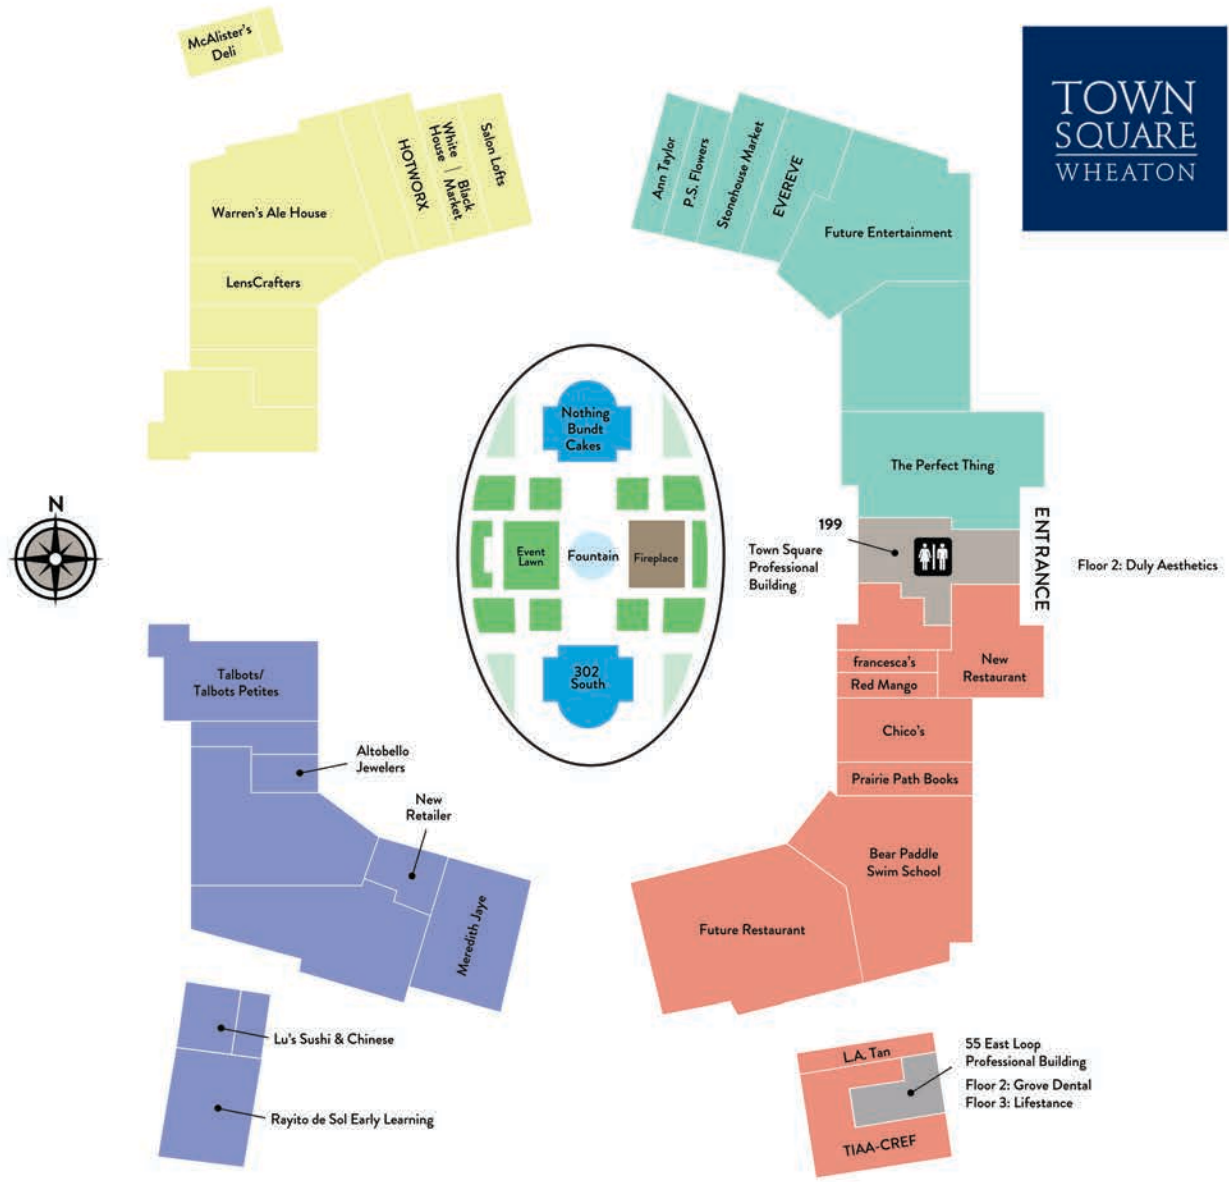 McAlister's
Deli
TOWN
SQUARE
WHEATON
Warren's Ale House
HOTWORX
White
House
Black
Market
Salon Lofts
LensCrafters
Ann Taylor
P.S. Flowers
Stonehouse Market
EVEREVE
Future Entertainment
The Perfect Thing
Nothing
Bundt
Cakes
Event
Lawn
Fountain
Fireplace
302
South
N
199
Town Square
Professional
Building
ENTRANCE
Floor 2: Duly Aesthetics
francesca's
Red Mango
New
Restaurant
Chico's
Prairie Path Books
Bear Paddle
Swim School
Future Restaurant
Talbots/
Talbots Petites
Altobello
Jewelers
New
Retailer
Meredith Jaye
Lu's Sushi & Chinese
Rayito de Sol Early Learning
L.A. Tan
TIAA-CREF
55 East Loop
Professional Building
Floor 2: Grove Dental
Floor 3: Lifestance